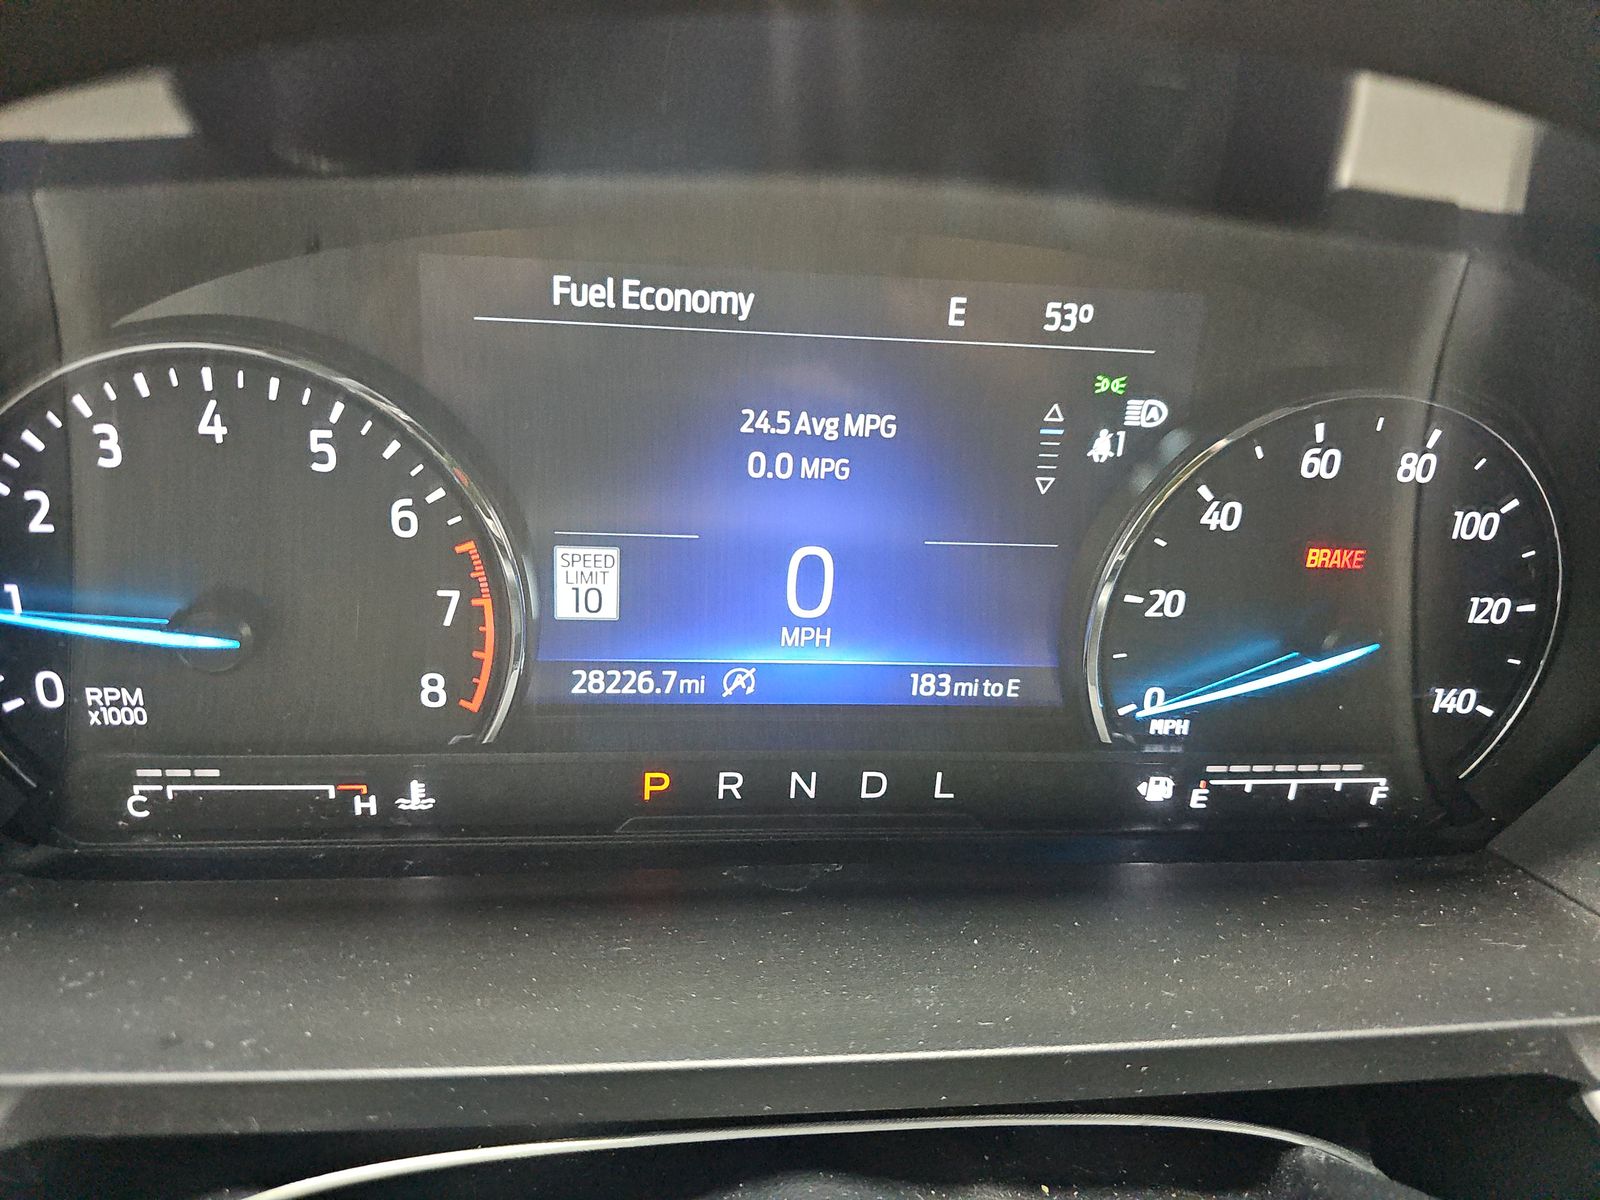 Fuel Economy E 53°
24.5 Avg MPG
0.0 MPG
1
SPEED
LIMIT
10
0
MPH
28226.7 mi
183 mi to E
0
1
2
3
4
5
6
7
8
RPM
x1000
0
20
40
60
80
100
120
140
MPH
BRAKE
C H
P R N D L
E F